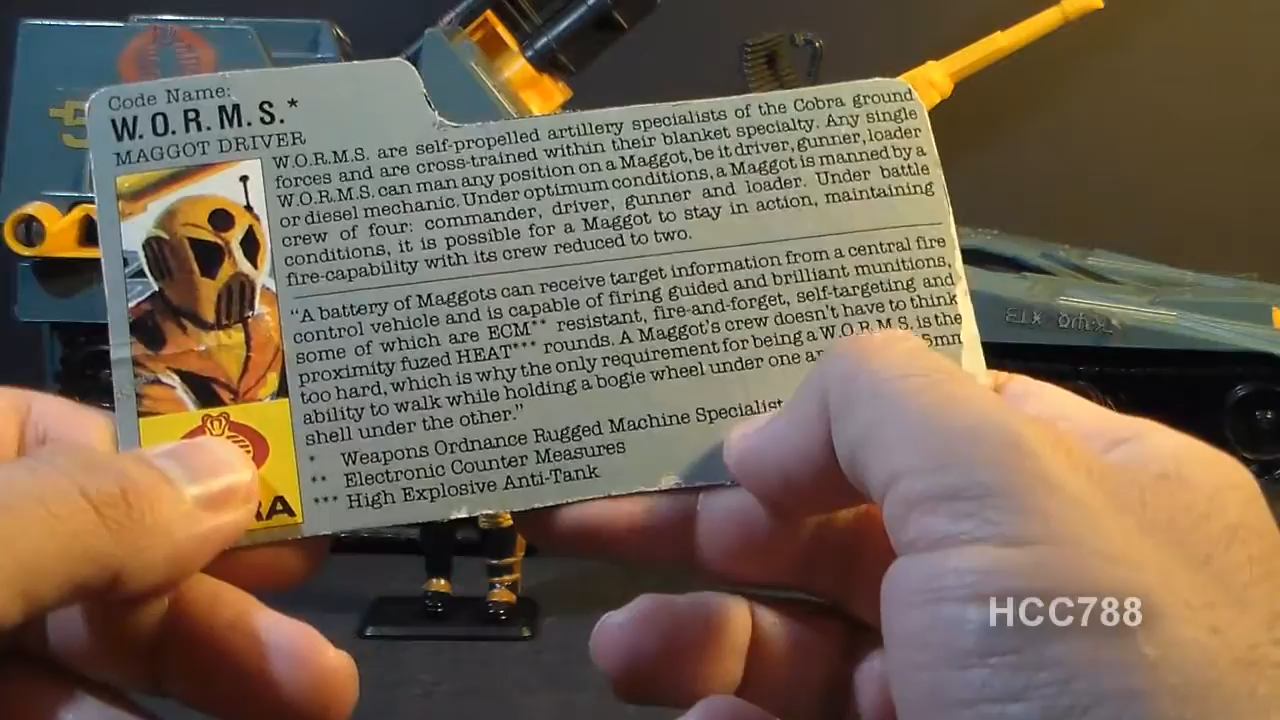 Code Name:
W.O.R.M.S.*
MAGGOT DRIVER
W.O.R.M.S. are self-propelled artillery specialists of the Cobra ground
forces and are cross-trained within their blanket specialty. Any single
W.O.R.M.S. can man any position on a Maggot, be it driver, gunner, loader
or diesel mechanic. Under optimum conditions, a Maggot is manned by a
crew of four: commander, driver, gunner and loader. Under battle
conditions, it is possible for a Maggot to stay in action, maintaining
fire-capability with its crew reduced to two.
"A battery of Maggots can receive target information from a central fire
control vehicle and is capable of firing guided and brilliant munitions,
some of which are ECM** resistant, fire-and-forget, self-targeting and
proximity fuzed HEAT*** rounds. A Maggot's crew doesn't have to think
too hard, which is why the only requirement for being a W.O.R.M.S. is the
ability to walk while holding a bogie wheel under one 5mm
shell under the other."
* Weapons Ordnance Rugged Machine Specialist
** Electronic Counter Measures
*** High Explosive Anti-Tank
RA
HCC788